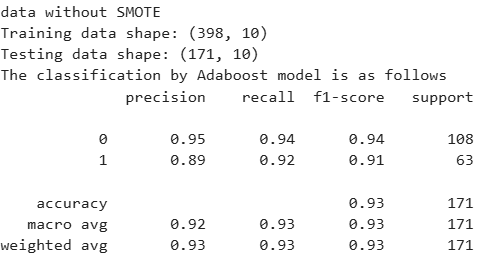 data without SMOTE
Training data shape: (398, 10)
Testing data shape: (171, 10)
The classification by Adaboost model is as follows
precision recall f1-score support
0 0.95 0.94 0.94 108
1 0.89 0.92 0.91 63
accuracy 0.93 171
macro avg 0.92 0.93 0.93 171
weighted avg 0.93 0.93 0.93 171